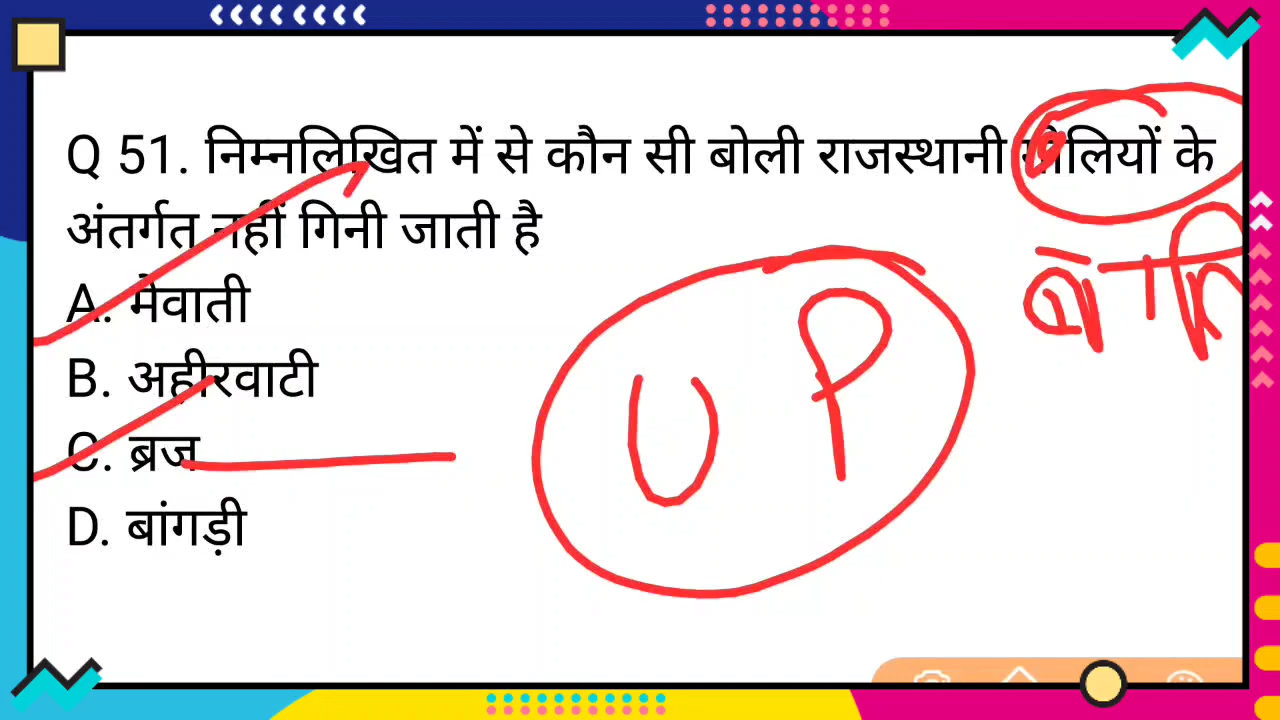 Q 51. निम्नलिखित में से कौन सी बोली राजस्थानी बोलियों के
अंतर्गत नहीं गिनी जाती है
A. मेवाती
B. अहीरवाटी
C. ब्रज
D. बांगड़ी
UP